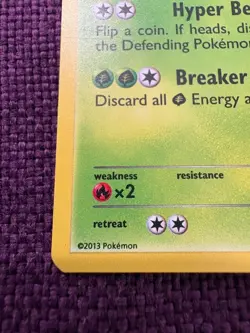 Hyper Be
Flip a coin. If heads, di
the Defending Pokémo
Breaker
Discard all Energy a
weakness resistance
×2
retreat
©2013 Pokémon